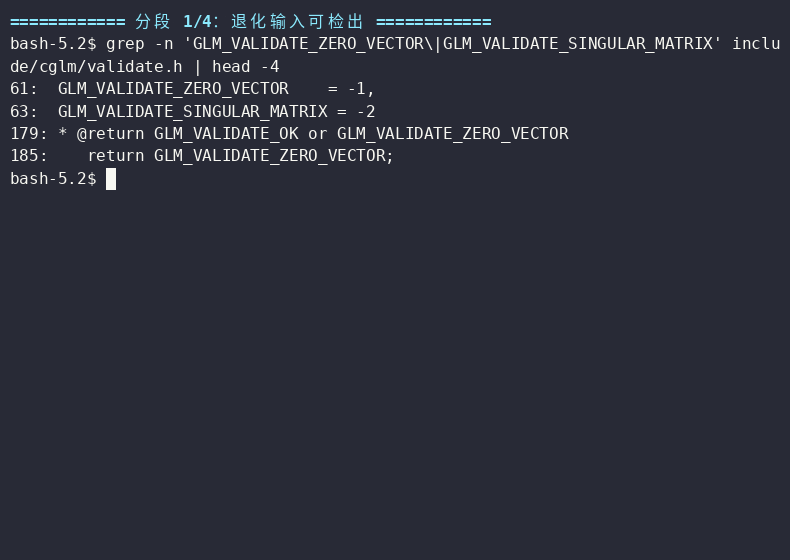 ============ 分段 1/4: 退化输入可检出 ============
bash-5.2$ grep -n 'GLM_VALIDATE_ZERO_VECTOR\|GLM_VALIDATE_SINGULAR_MATRIX' inclu
de/cglm/validate.h | head -4
61:  GLM_VALIDATE_ZERO_VECTOR    = -1,
63:  GLM_VALIDATE_SINGULAR_MATRIX = -2
179: * @return GLM_VALIDATE_OK or GLM_VALIDATE_ZERO_VECTOR
185:    return GLM_VALIDATE_ZERO_VECTOR;
bash-5.2$